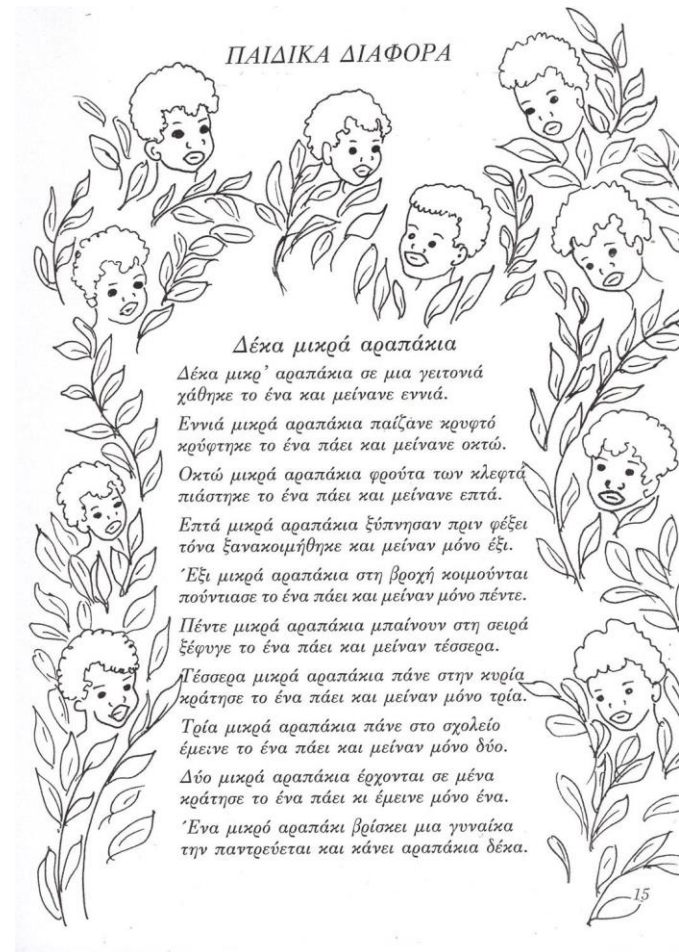 ΠΑΙΔΙΚΑ ΔΙΑΦΟΡΑ
Δέκα μικρά αραπάκια
Δέκα μικρ' αραπάκια σε μια γειτονιά
χάθηκε το ένα και μείνανε εννιά.
Εννιά μικρά αραπάκια παίζανε κρυφτό
κρύφτηκε το ένα πάει και μείνανε οκτώ.
Οκτώ μικρά αραπάκια φρούτα των κλεφτά
πιάστηκε το ένα πάει και μείνανε επτά.
Επτά μικρά αραπάκια ξύπνησαν πριν φέξει
τόνα ξανακοιμήθηκε και μείναν μόνο έξι.
Έξι μικρά αραπάκια στη βροχή κοιμούνται
πούντιασε το ένα πάει και μείναν μόνο πέντε.
Πέντε μικρά αραπάκια μπαίνουν στη σειρά
ξέφυγε το ένα πάει και μείναν τέσσερα.
Τέσσερα μικρά αραπάκια πάνε στην κυρία
κράτησε το ένα πάει και μείναν μόνο τρία.
Τρία μικρά αραπάκια πάνε στο σχολείο
έμεινε το ένα πάει και μείναν μόνο δύο.
Δύο μικρά αραπάκια έρχονται σε μένα
κράτησε το ένα πάει κι έμεινε μόνο ένα.
Ένα μικρό αραπάκι βρίσκει μια γυναίκα
την παντρεύεται και κάνει αραπάκια δέκα.
15